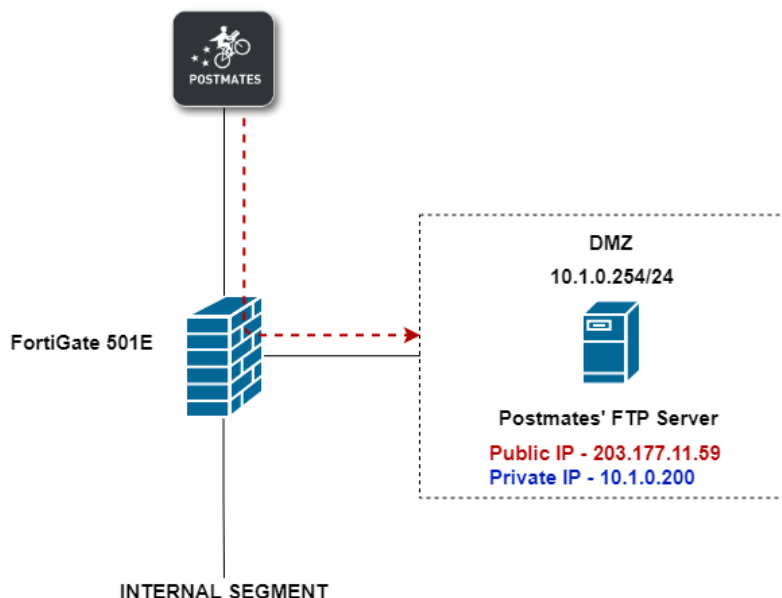 POSTMATES
DMZ
10.1.0.254/24
FortiGate 501E
Postmates' FTP Server
Public IP - 203.177.11.59
Private IP - 10.1.0.200
INTERNAL SEGMENT